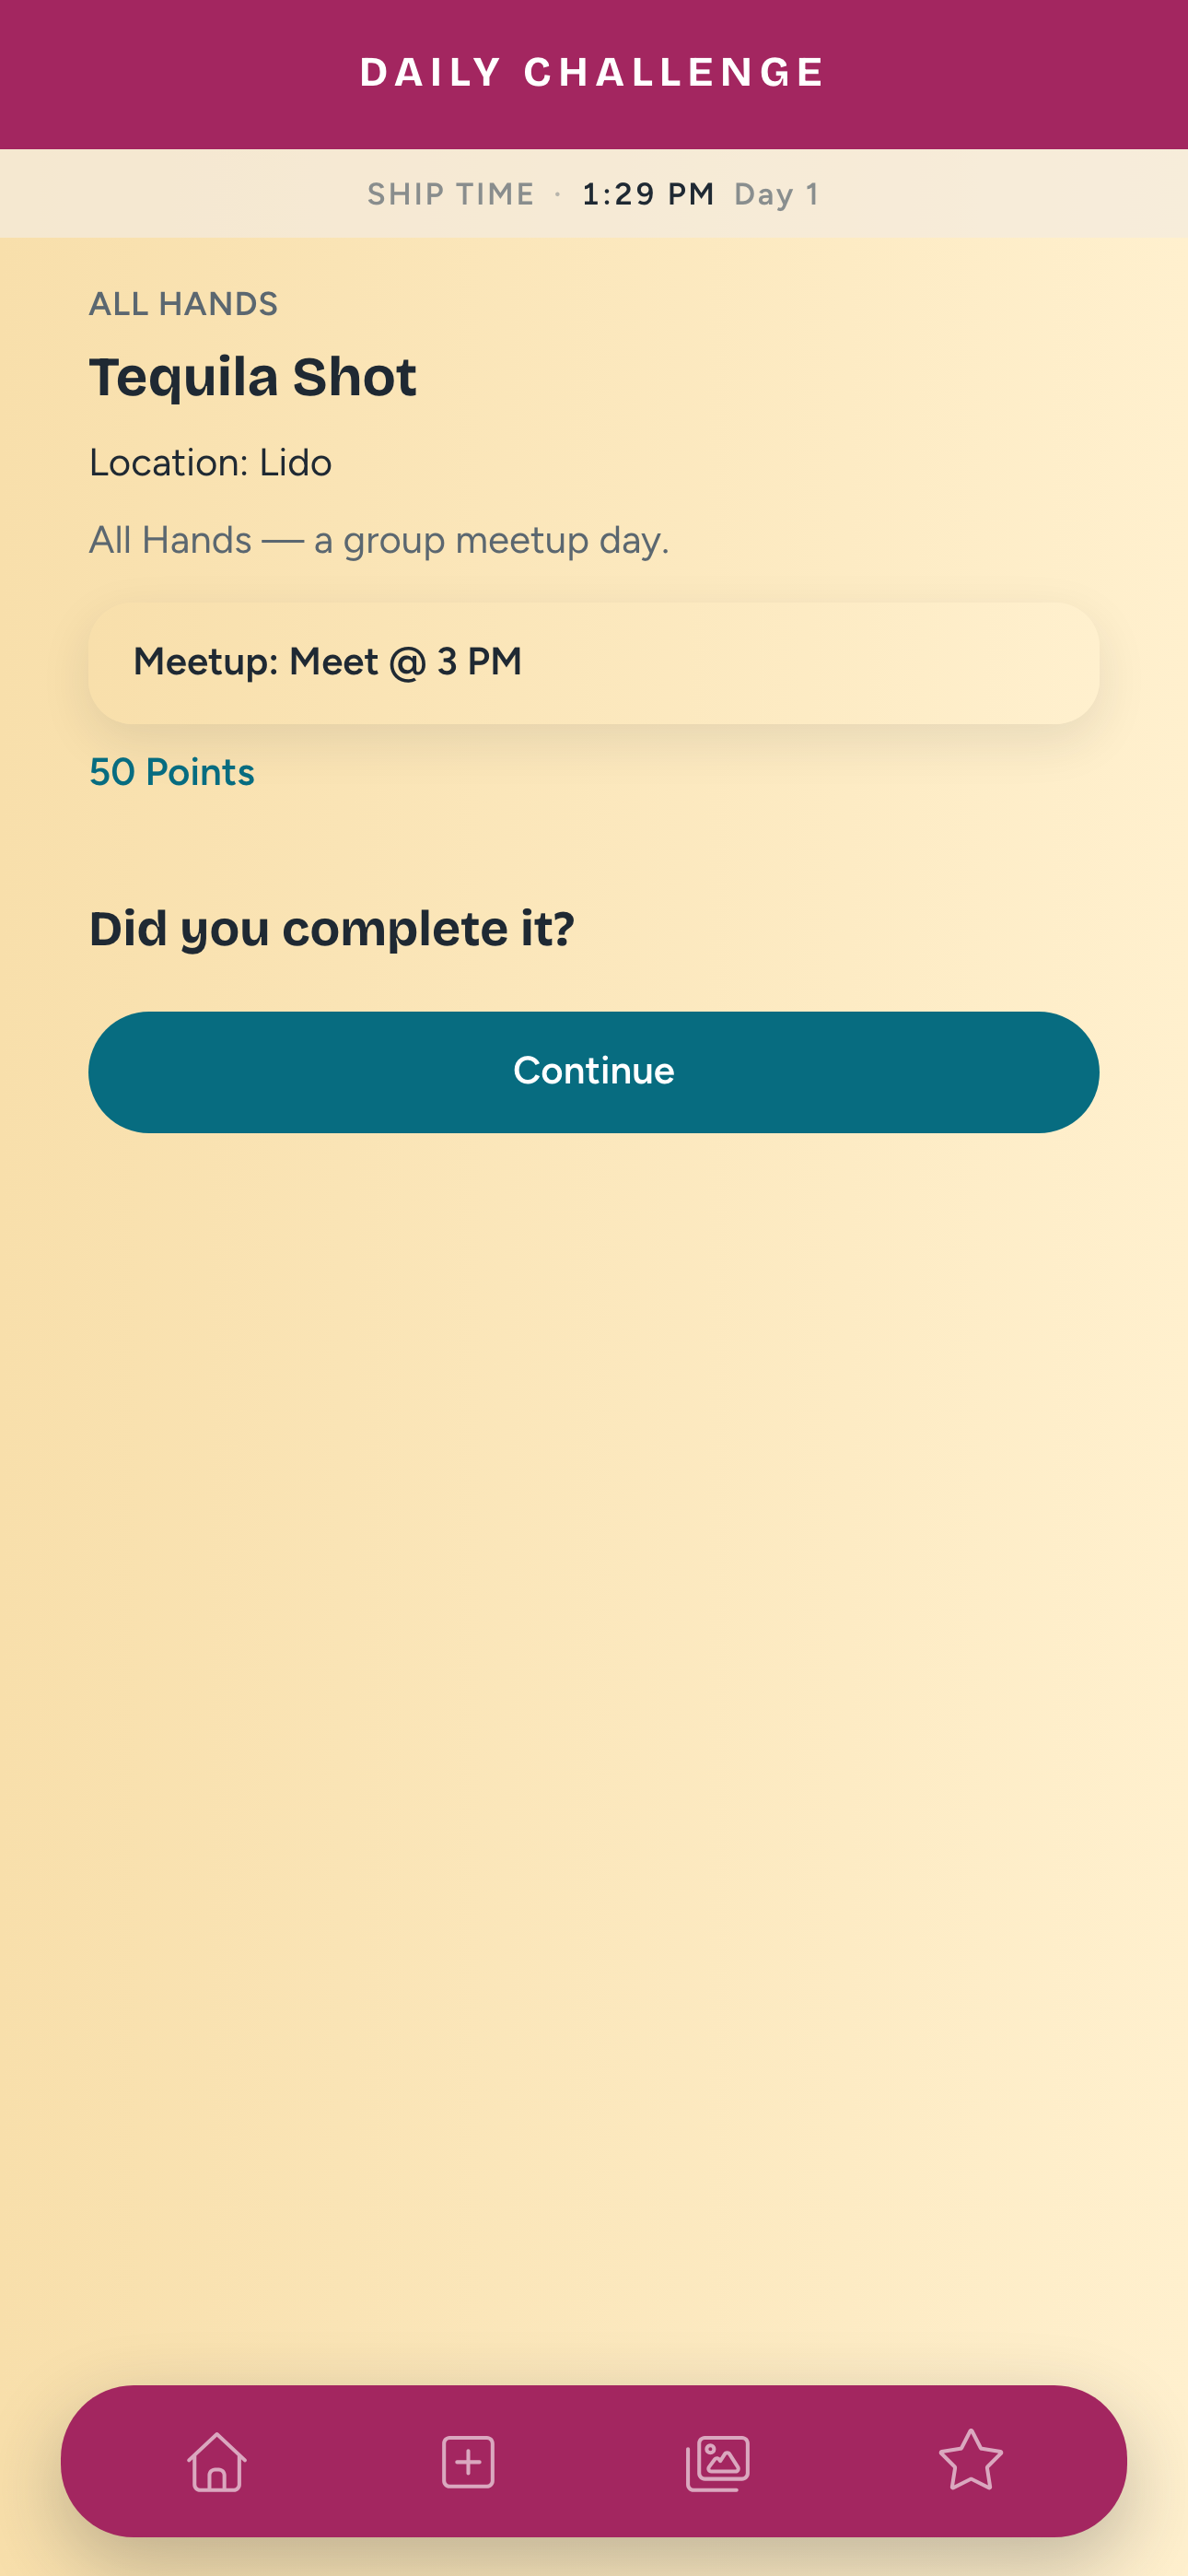 DAILY CHALLENGE
SHIP TIME · 1:29 PM Day 1
ALL HANDS
Tequila Shot
Location: Lido
All Hands — a group meetup day.
Meetup: Meet @ 3 PM
50 Points
Did you complete it?
Continue